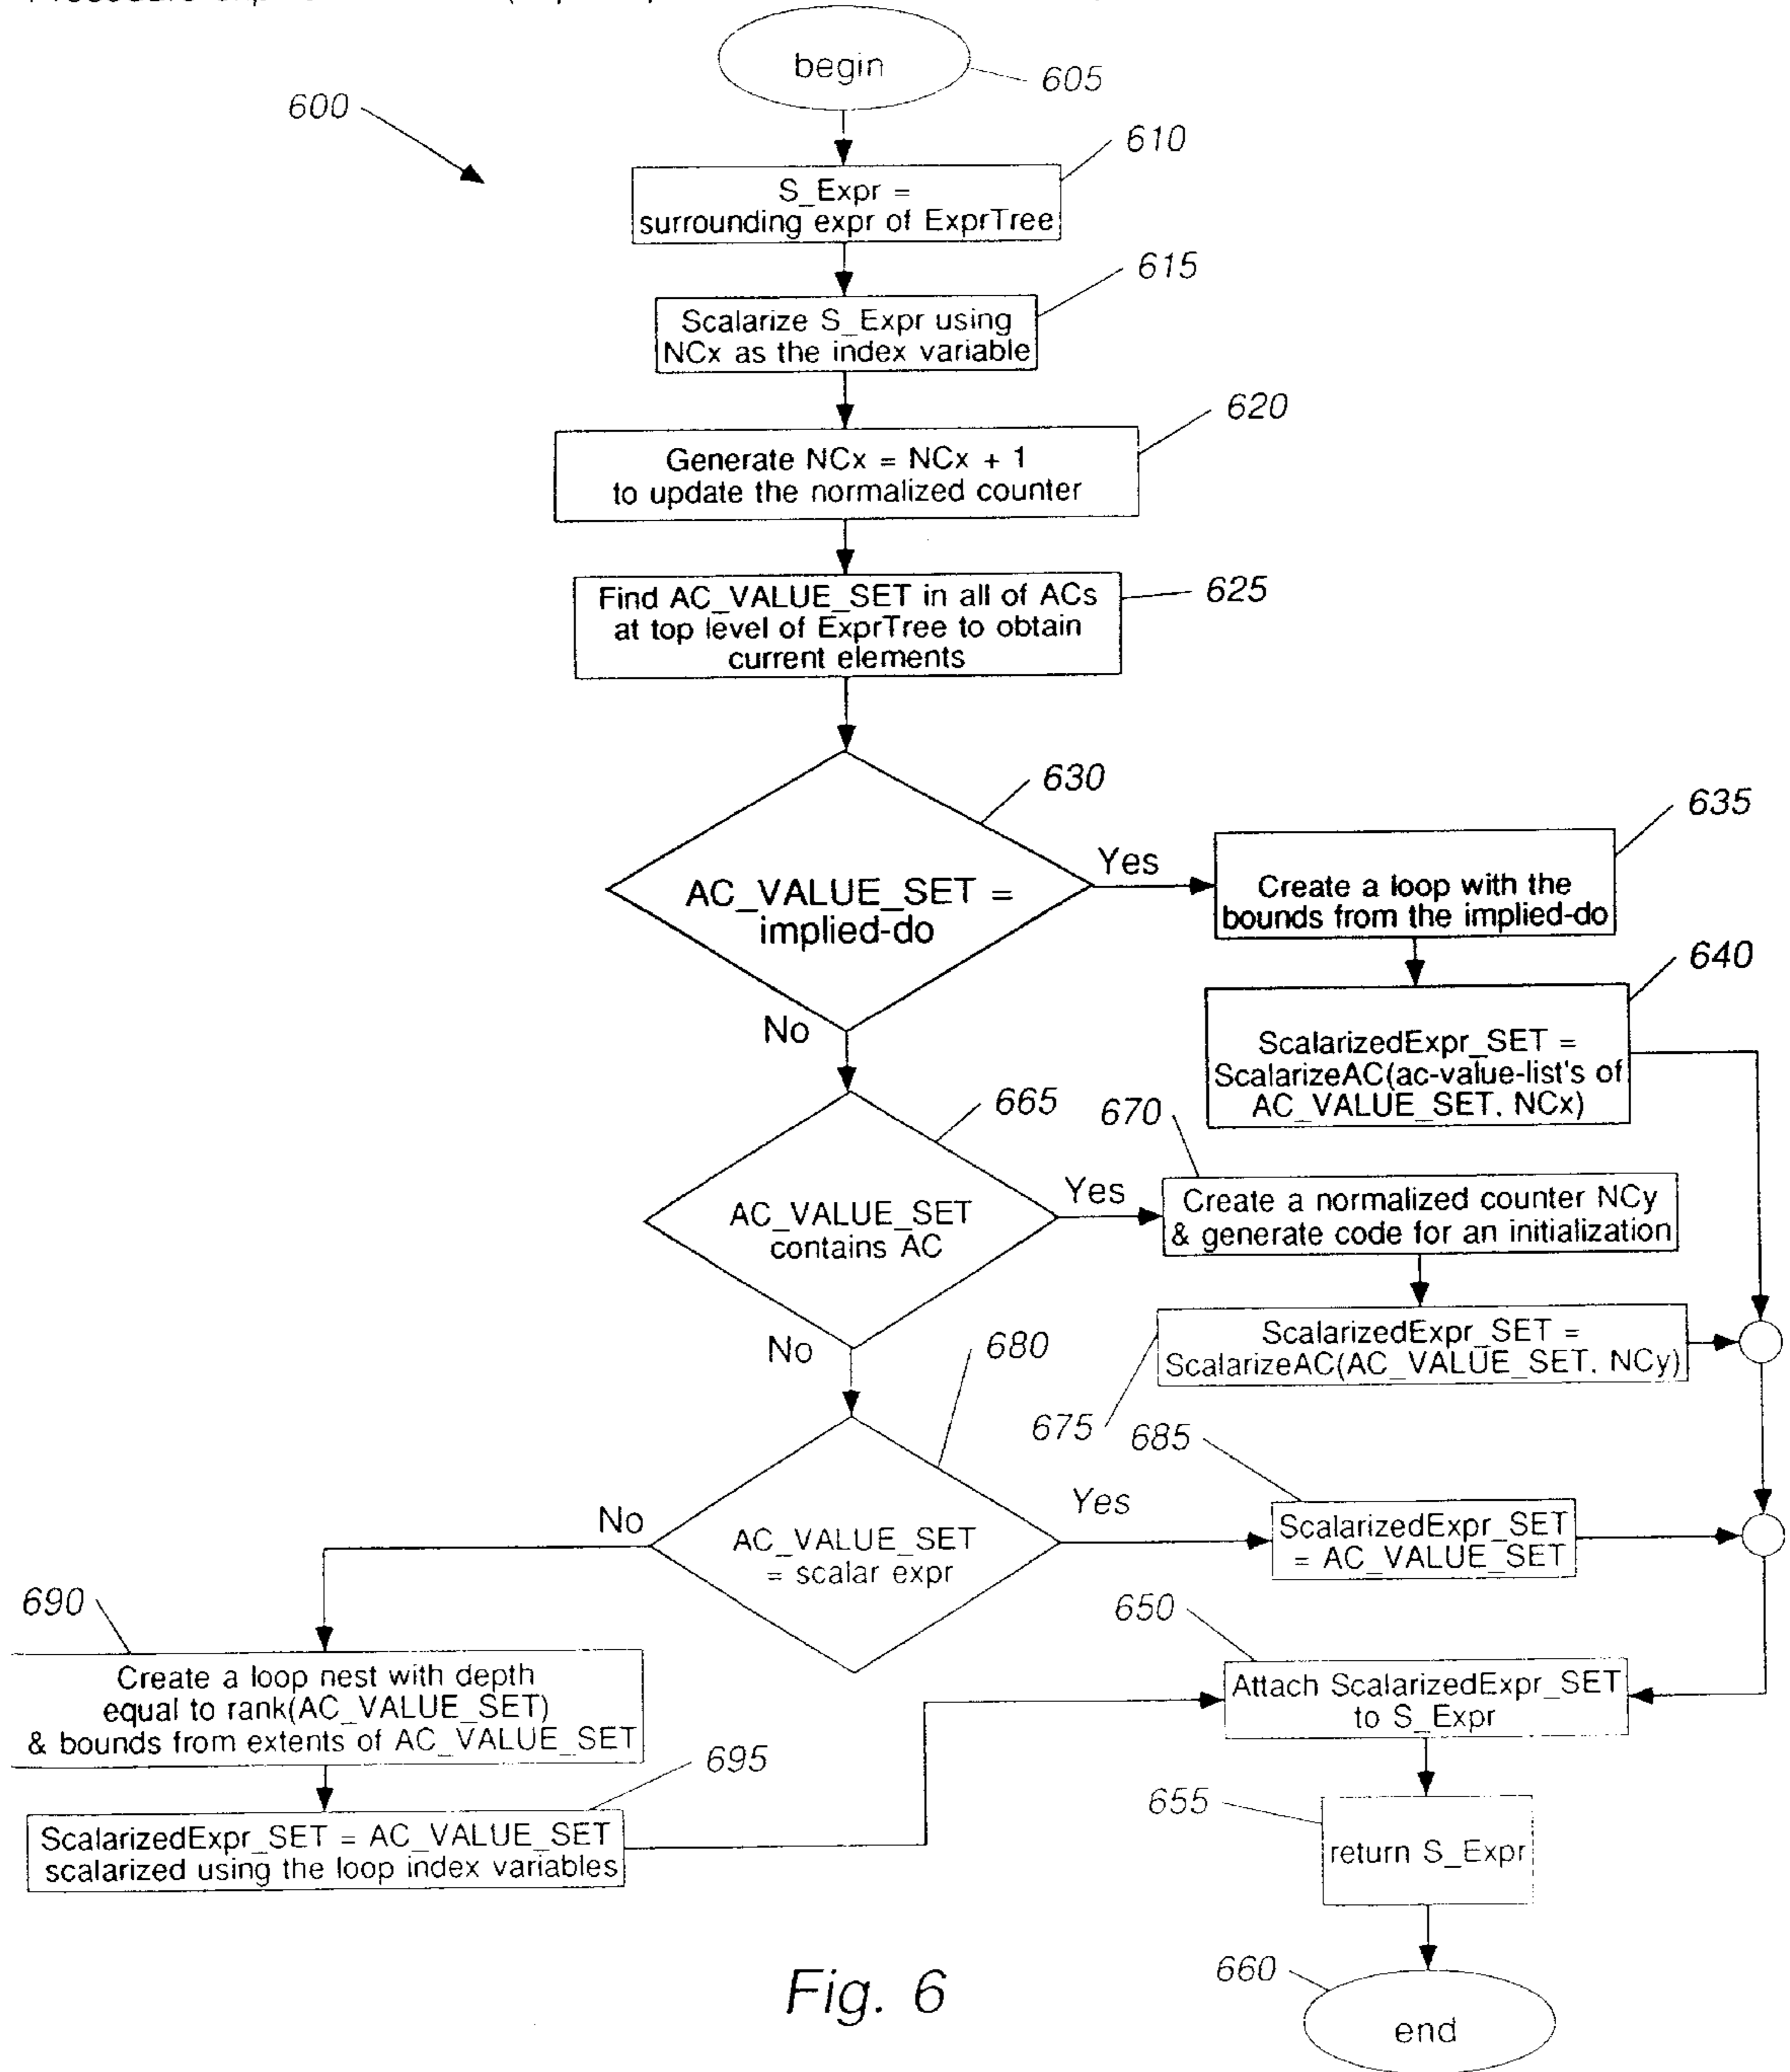 begin
605
600
610
S_Expr =
surrounding expr of ExprTree
615
Scalarize S_Expr using
NCx as the index variable
620
Generate NCx = NCx + 1
to update the normalized counter
625
Find AC_VALUE_SET in all of ACs
at top level of ExprTree to obtain
current elements
630
AC_VALUE_SET =
implied-do
Yes
635
Create a loop with the
bounds from the implied-do
640
ScalarizedExpr_SET =
ScalarizeAC(ac-value-list's of
AC_VALUE_SET, NCx)
No
665
AC_VALUE_SET
contains AC
Yes
670
Create a normalized counter NCy
& generate code for an initialization
675
ScalarizedExpr_SET =
ScalarizeAC(AC_VALUE_SET, NCy)
No
680
AC_VALUE_SET
= scalar expr
Yes
685
ScalarizedExpr_SET
= AC_VALUE_SET
No
690
Create a loop nest with depth
equal to rank(AC_VALUE_SET)
& bounds from extents of AC_VALUE_SET
695
ScalarizedExpr_SET = AC_VALUE_SET
scalarized using the loop index variables
650
Attach ScalarizedExpr_SET
to S_Expr
655
return S_Expr
660
end
Fig. 6